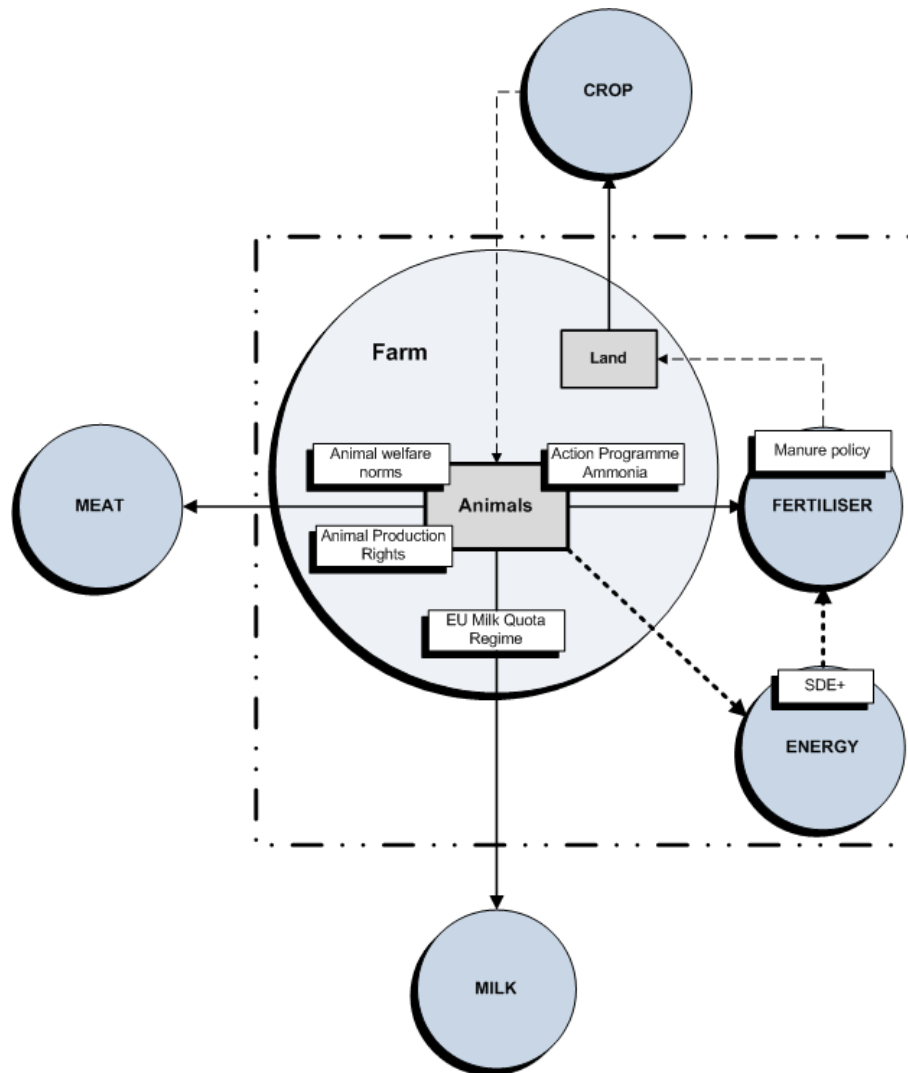 CROP
Farm
Land
Animal welfare
norms
Action Programme
Ammonia
Manure policy
MEAT
Animals
FERTILISER
Animal Production
Rights
EU Milk Quota
Regime
SDE+
ENERGY
MILK